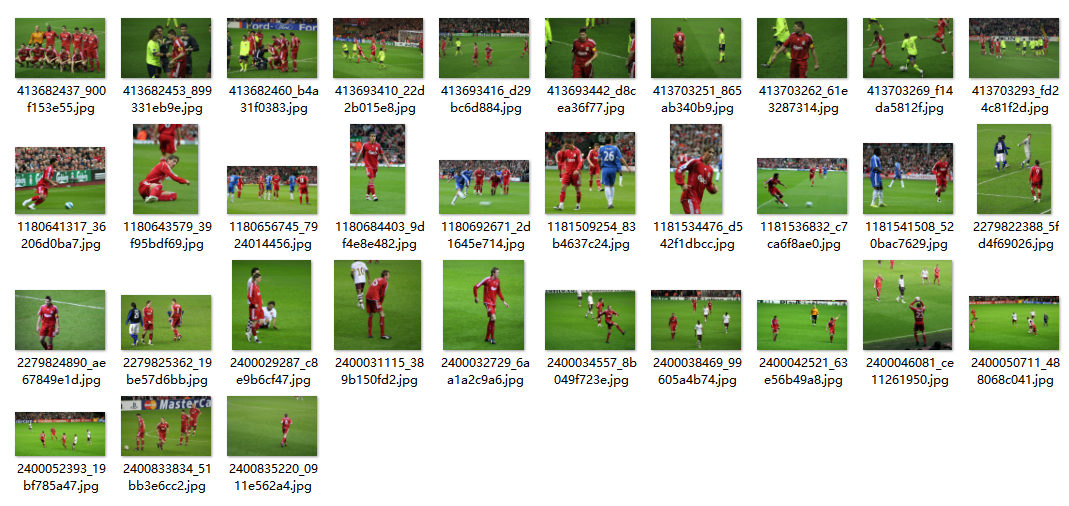 413682437_900
f153e55.jpg
413682453_899
331eb9e.jpg
413682460_b4a
31f0383.jpg
413693410_22d
2b015e8.jpg
413693416_d29
bc6d884.jpg
413693442_d8c
ea36f77.jpg
413703251_865
ab340b9.jpg
413703262_61e
3287314.jpg
413703269_f14
da5812f.jpg
413703293_fd2
4c81f2d.jpg
1180641317_36
206d0ba7.jpg
1180643579_39
f95bdf69.jpg
1180656745_79
24014456.jpg
1180684403_9d
f4e8e482.jpg
1180692671_2d
1645e714.jpg
1181509254_83
b4637c24.jpg
1181534476_d5
42f1dbcc.jpg
1181536832_c7
ca6f8ae0.jpg
1181541508_52
0bac7629.jpg
2279822388_5f
d4f69026.jpg
2279824890_ae
67849e1d.jpg
2279825362_19
be57d6bb.jpg
2400029287_c8
e9b6cf47.jpg
2400031115_38
9b150fd2.jpg
2400032729_6a
a1a2c9a6.jpg
2400034557_8b
049f723e.jpg
2400038469_99
605a4b74.jpg
2400042521_63
e56b49a8.jpg
2400046081_ce
11261950.jpg
2400050711_48
8068c041.jpg
2400052393_19
bf785a47.jpg
2400833834_51
bb3e6cc2.jpg
2400835220_09
11e562a4.jpg
Ford
26
10
MasterCar